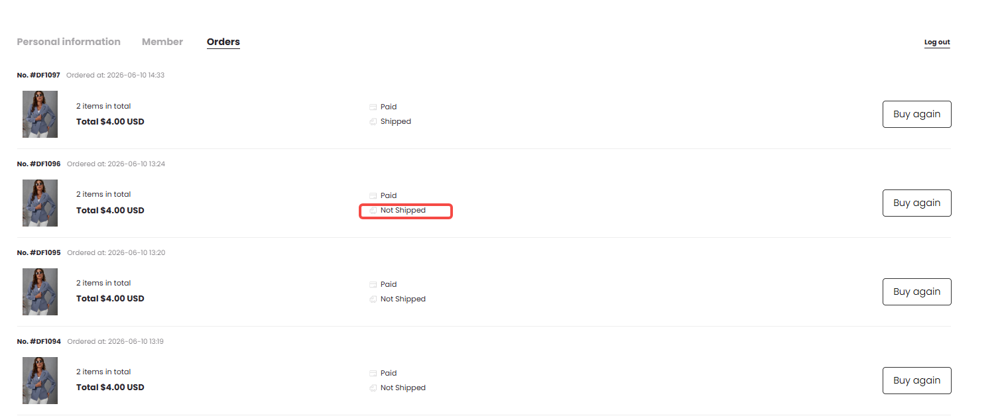 Personal information Member Orders Log out
No. #DF1097 Ordered at: 2026-06-10 14:33
2 items in total
Paid
Total $4.00 USD
Shipped
Buy again
No. #DF1096 Ordered at: 2026-06-10 13:24
2 items in total
Paid
Total $4.00 USD
Not Shipped
Buy again
No. #DF1095 Ordered at: 2026-06-10 13:20
2 items in total
Paid
Total $4.00 USD
Not Shipped
Buy again
No. #DF1094 Ordered at: 2026-06-10 13:19
2 items in total
Paid
Total $4.00 USD
Not Shipped
Buy again